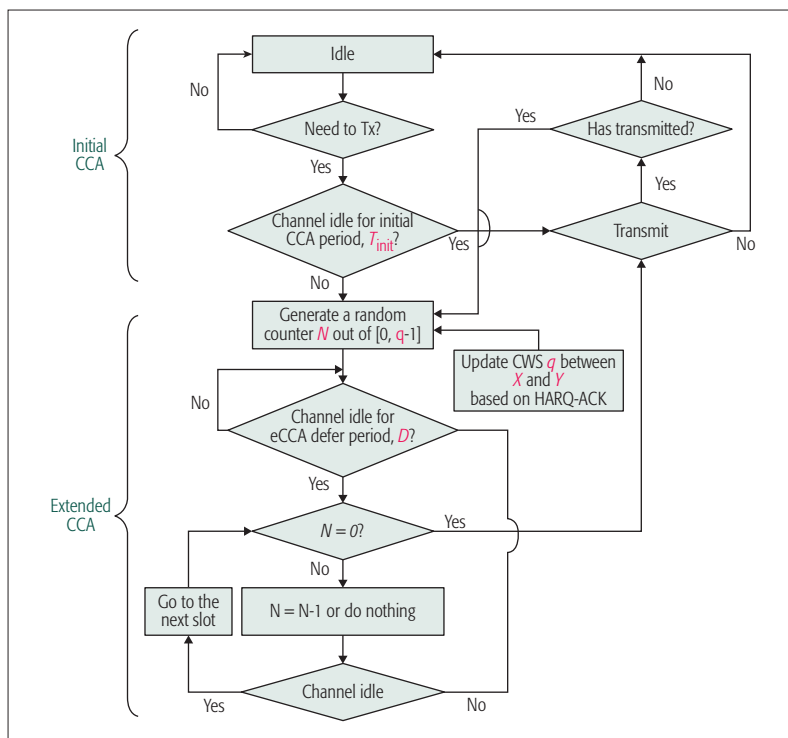 Idle
No
Need to Tx?
Yes
Initial
CCA
Channel idle for initial
CCA period, Tinit?
Yes
No
Has transmitted?
Yes
No
Transmit
Yes
No
Generate a random
counter N out of [0, q-1]
Update CWS q between
X and Y
based on HARQ-ACK
No
Channel idle for
eCCA defer period, D?
Yes
Extended
CCA
N = 0?
Yes
No
Go to the
next slot
N = N-1 or do nothing
Channel idle
Yes
No